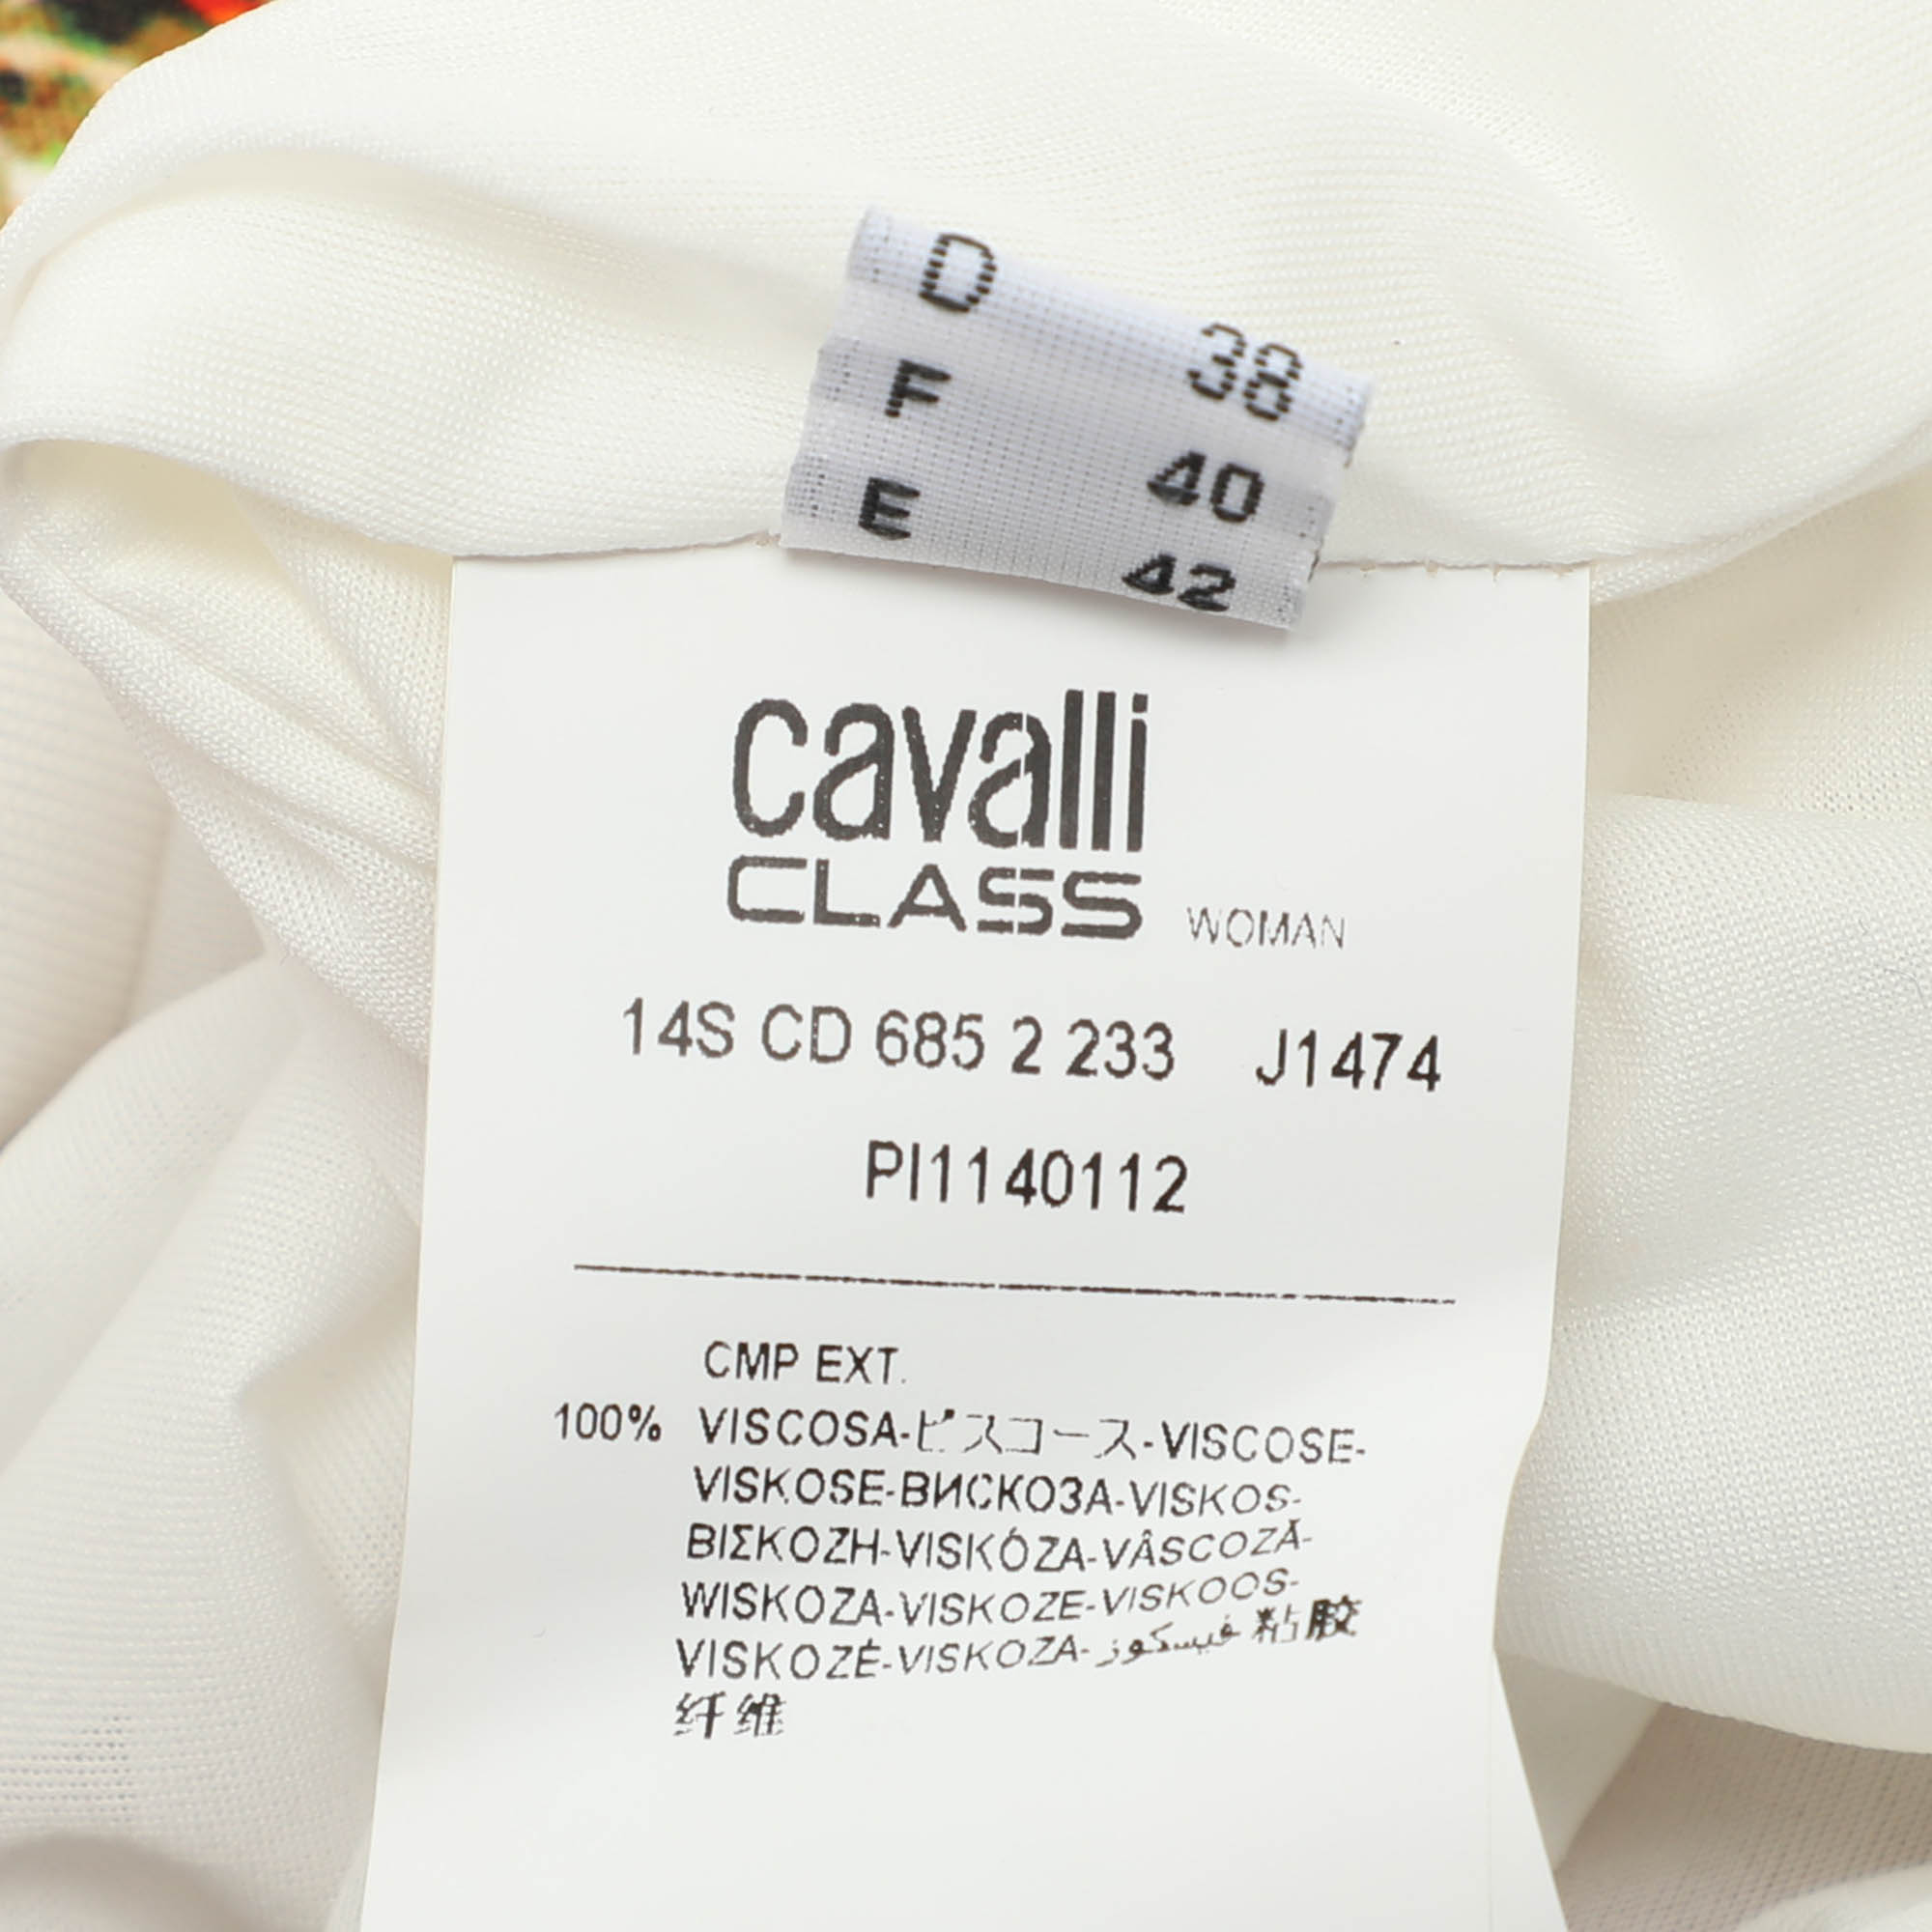 D 38
F 40
E 42
cavalli
CLASS WOMAN
14S CD 685 2 233 J1474
PI1140112
CMP EXT.
100% VISCOSA-ビスコース-VISCOSE-
VISKOSE-ВИСКОЗА-VISKOS-
ΒΙΣΚΟΖΗ-VISKÓZA-VÂSCOZĂ-
WISKOZA-VISKOZE-VISKOOS-
VISKOZĖ-VISKOZA-فيسكوز 粘胶
纤维